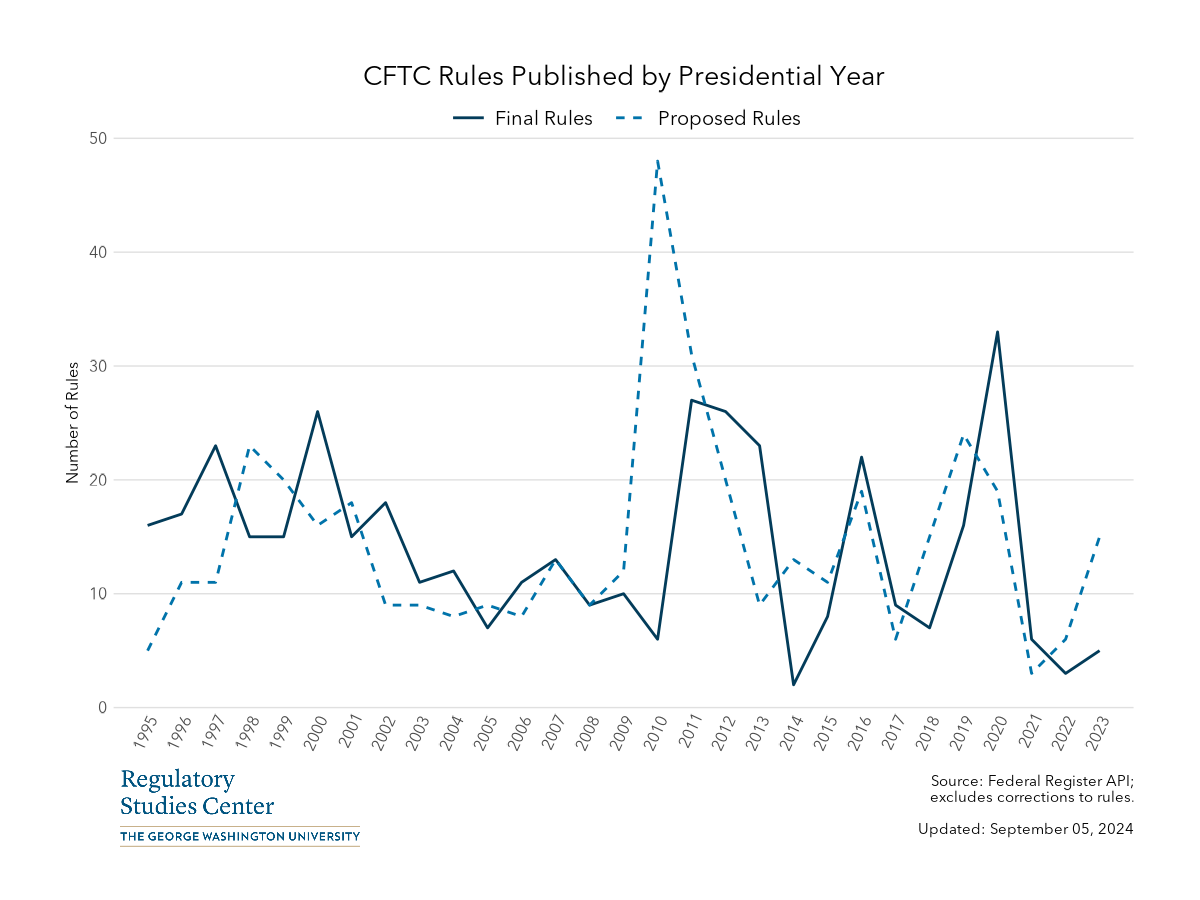 CFTC Rules Published by Presidential Year
Final Rules Proposed Rules
Number of Rules
50
40
30
20
10
0
1995 1996 1997 1998 1999 2000 2001 2002 2003 2004 2005 2006 2007 2008 2009 2010 2011 2012 2013 2014 2015 2016 2017 2018 2019 2020 2021 2022 2023
Regulatory
Studies Center
THE GEORGE WASHINGTON UNIVERSITY
Source: Federal Register API;
excludes corrections to rules.
Updated: September 05, 2024